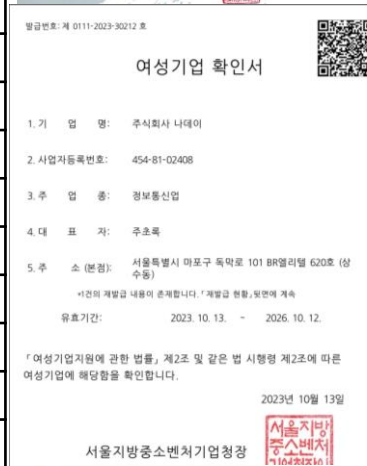 발급번호: 제 0111-2023-30212 호
여성기업 확인서
1. 기 업 명: 주식회사 나데이
2. 사업자등록번호: 454-81-02408
3. 주 업 종: 정보통신업
4. 대 표 자: 주초록
5. 주 소 (본점): 서울특별시 마포구 독막로 101 BR엘리텔 620호 (상
수동)
*1건의 재발급 내용이 존재합니다.「재발급 현황」뒷면에 계속
유효기간: 2023. 10. 13. ~ 2026. 10. 12.
「여성기업지원에 관한 법률」 제2조 및 같은 법 시행령 제2조에 따른
여성기업에 해당함을 확인합니다.
2023년 10월 13일
서울지방중소벤처기업청장
서울지방
중소벤처
기업청장인